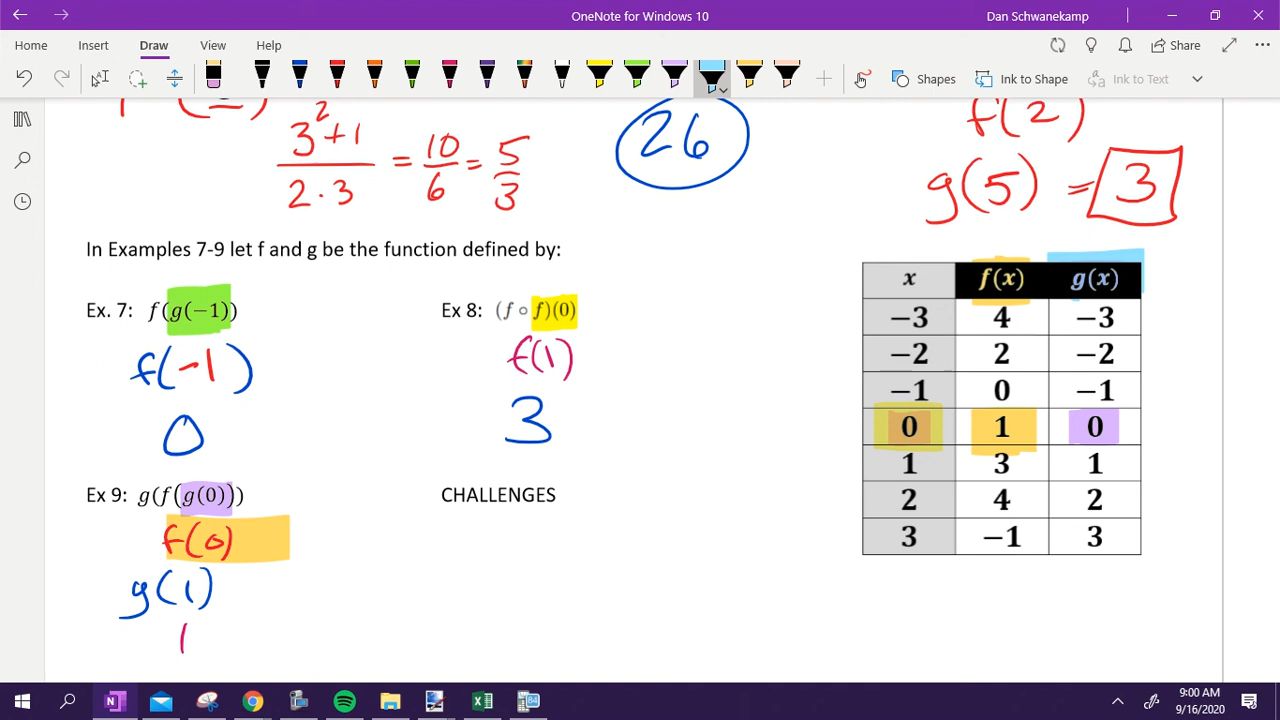 OneNote for Windows 10
Dan Schwanekamp
Home Insert Draw View Help
Share
Shapes
Ink to Shape
Ink to Text
3² + 1
2 · 3
= 10/6 = 5/3
26
f(2)
g(5) = 3
In Examples 7-9 let f and g be the function defined by:
Ex. 7: f(g(−1))
f(-1)
0
Ex 8: (f ∘ f)(0)
f(1)
3
Ex 9: g(f(g(0)))
f(0)
g(1)
1
CHALLENGES
x f(x) g(x)
−3 4 −3
−2 2 −2
−1 0 −1
0 1 0
1 3 1
2 4 2
3 −1 3
9:00 AM
9/16/2020